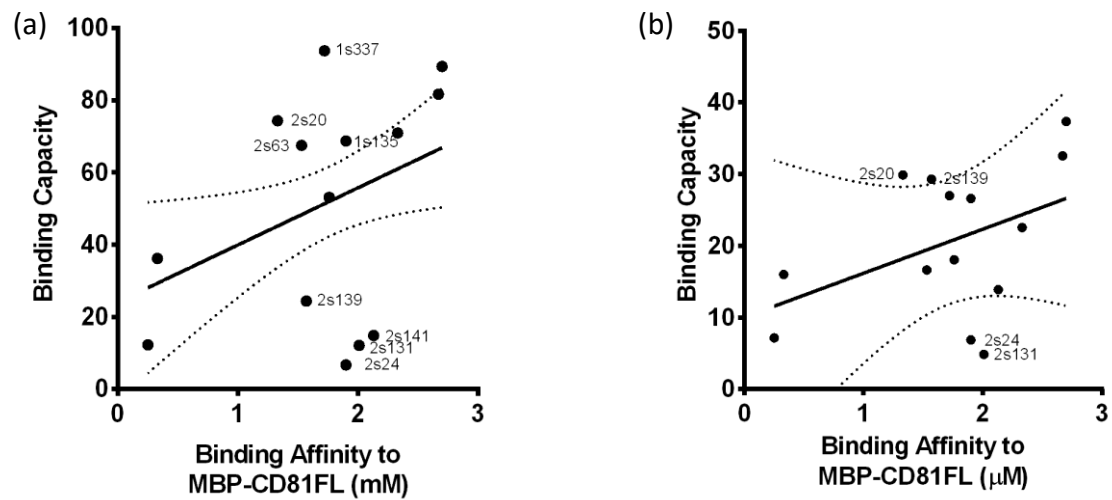 (a)
Binding Capacity
100
80
60
40
20
0
1s337
2s20
2s63
1s135
2s139
2s141
2s131
2s24
0 1 2 3
Binding Affinity to
MBP-CD81FL (mM)
(b)
Binding Capacity
50
40
30
20
10
0
2s20
2s139
2s24
2s131
0 1 2 3
Binding Affinity to
MBP-CD81FL (μM)